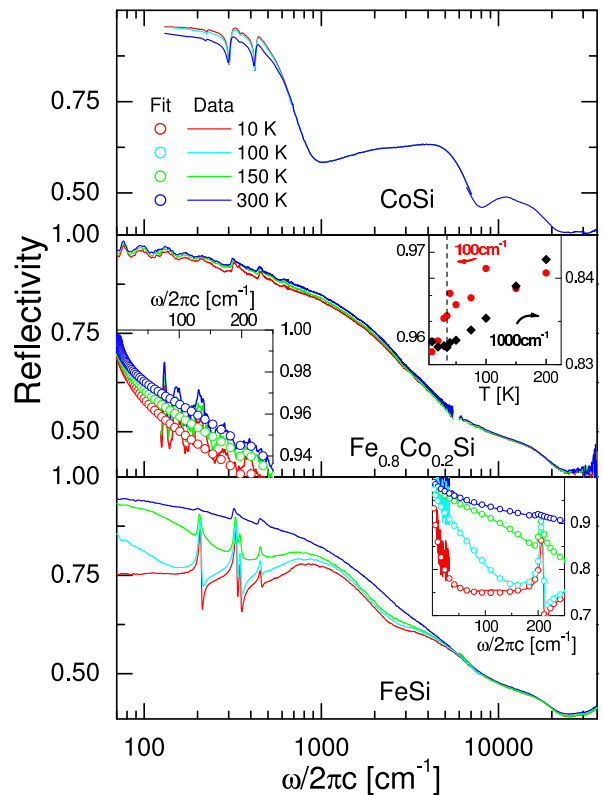 Reflectivity
0.75
0.50
Fit Data
10 K
100 K
150 K
300 K
CoSi
1.00
0.75
0.50
ω/2πc [cm⁻¹]
100 200
1.00
0.98
0.96
0.94
0.97
0.96
100cm⁻¹
1000cm⁻¹
0.84
0.83
0 50 100 150 200
T [K]
Fe₀.₈Co₀.₂Si
1.00
0.75
0.50
0.9
0.8
0.7
0 100 200
ω/2πc [cm⁻¹]
FeSi
100 1000 10000
ω/2πc [cm⁻¹]